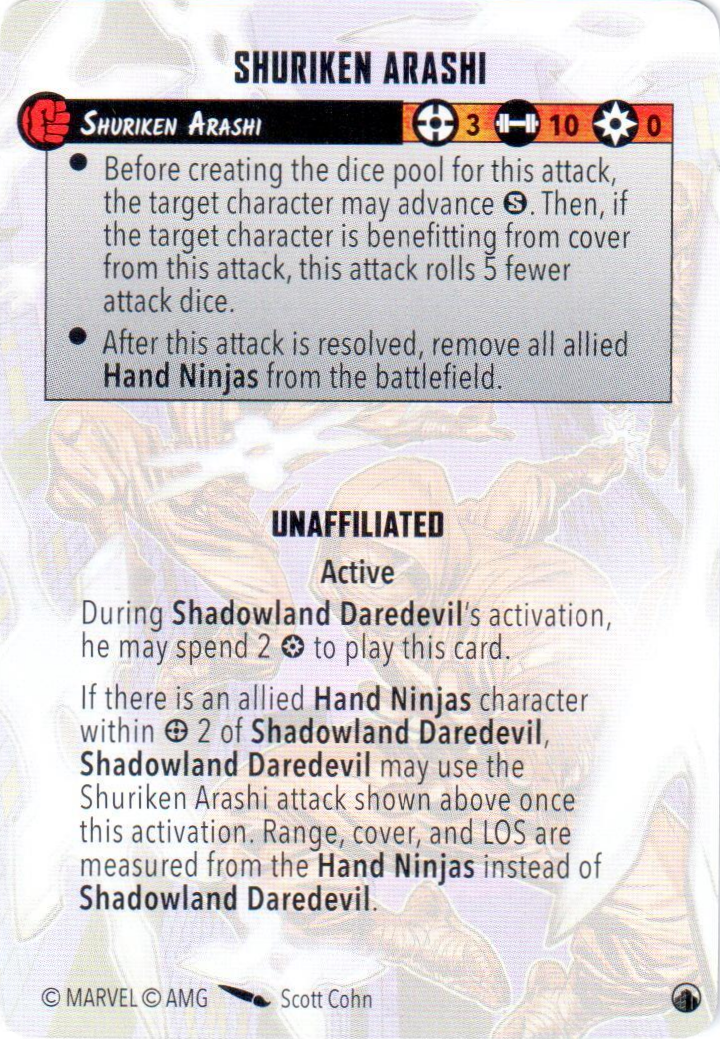 SHURIKEN ARASHI
SHURIKEN ARASHI 3 10 0
● Before creating the dice pool for this attack,
the target character may advance S. Then, if
the target character is benefitting from cover
from this attack, this attack rolls 5 fewer
attack dice.
● After this attack is resolved, remove all allied
Hand Ninjas from the battlefield.
UNAFFILIATED
Active
During Shadowland Daredevil's activation,
he may spend 2 to play this card.
If there is an allied Hand Ninjas character
within 2 of Shadowland Daredevil,
Shadowland Daredevil may use the
Shuriken Arashi attack shown above once
this activation. Range, cover, and LOS are
measured from the Hand Ninjas instead of
Shadowland Daredevil.
© MARVEL © AMG Scott Cohn